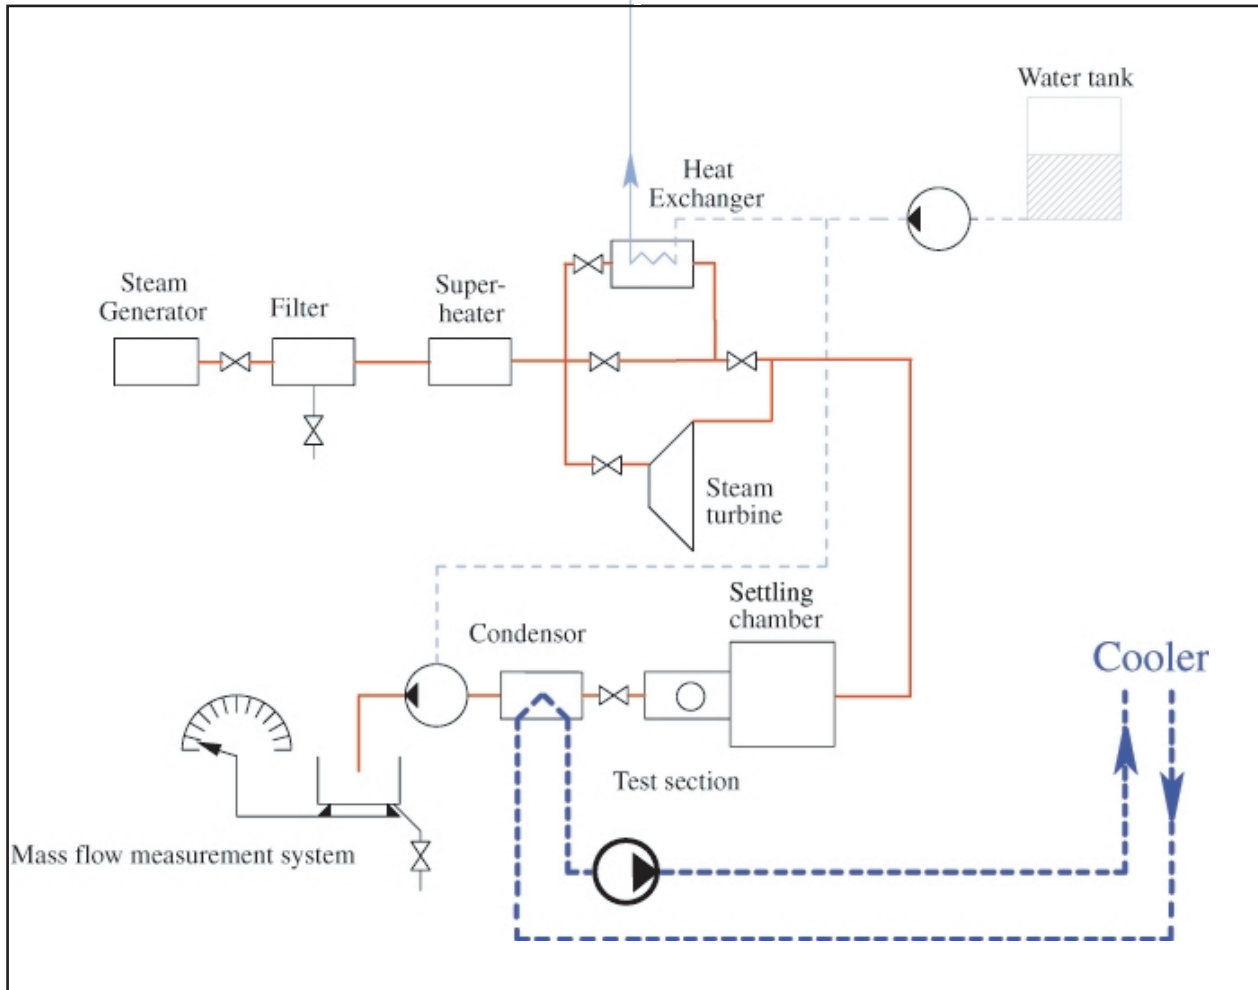 Water tank
Heat
Exchanger
Steam
Generator
Filter
Super-
heater
Steam
turbine
Settling
chamber
Condensor
Cooler
Test section
Mass flow measurement system